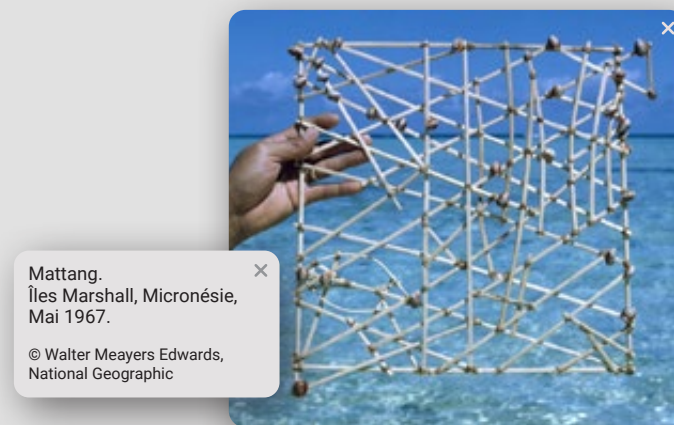 Mattang.
Îles Marshall, Micronésie,
Mai 1967.
© Walter Meayers Edwards,
National Geographic